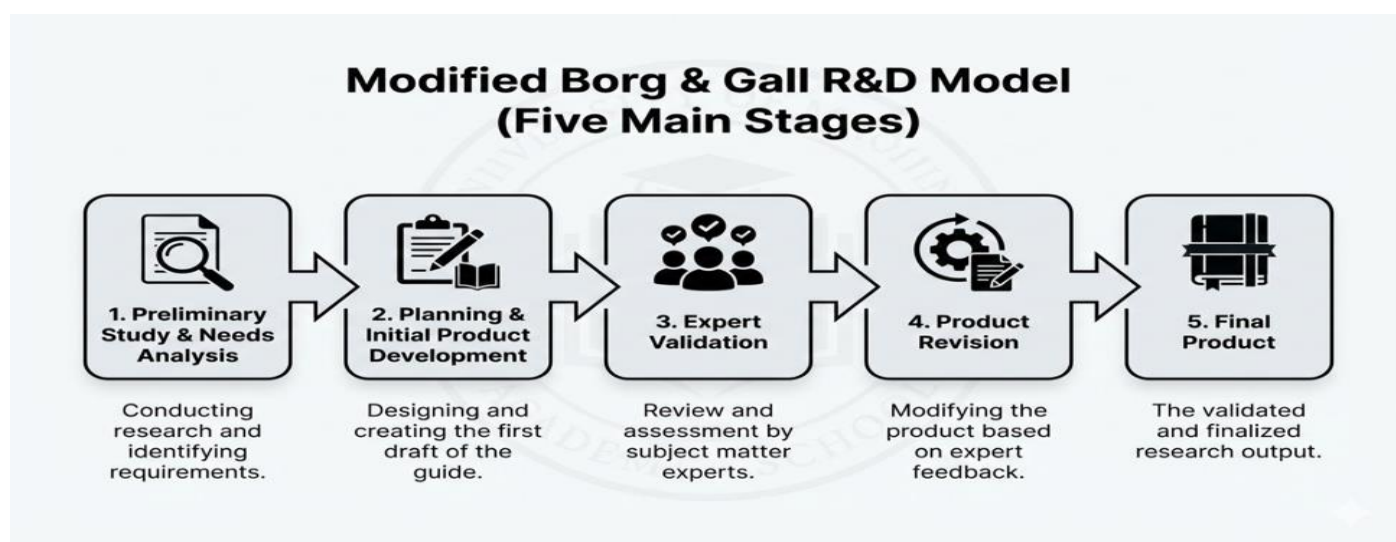 Modified Borg & Gall R&D Model
(Five Main Stages)
1. Preliminary
Study & Needs
Analysis
Conducting
research and
identifying
requirements.
2. Planning &
Initial Product
Development
Designing and
creating the first
draft of the
guide.
3. Expert
Validation
Review and
assessment by
subject matter
experts.
4. Product
Revision
Modifying the
product based
on expert
feedback.
5. Final
Product
The validated
and finalized
research output.